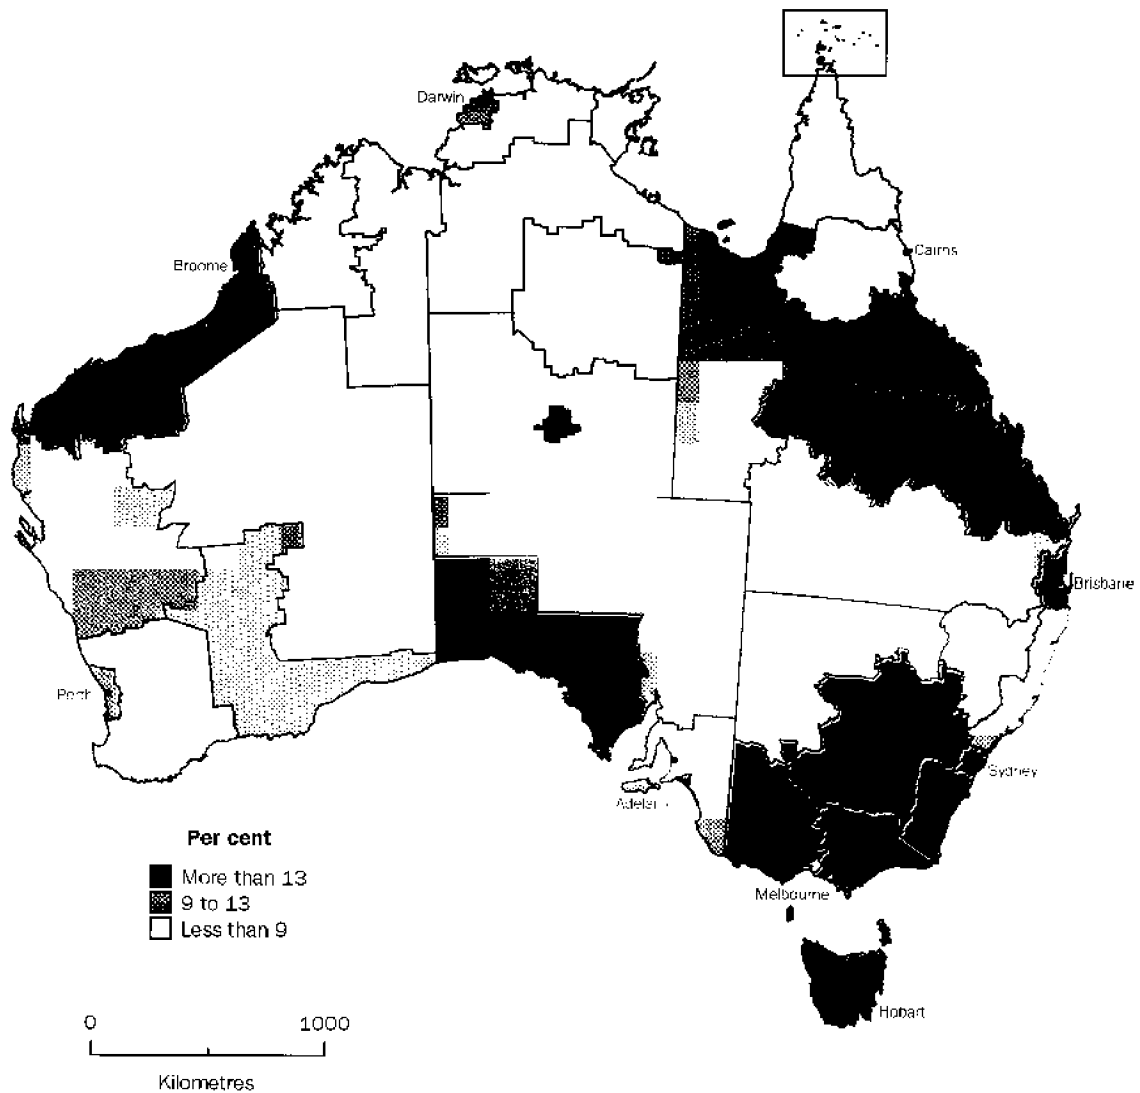 Darwin
Cairns
Broome
Brisbane
Perth
Sydney
Per cent
More than 13
9 to 13
Less than 9
Melbourne
Hobart
0 1000
Kilometres